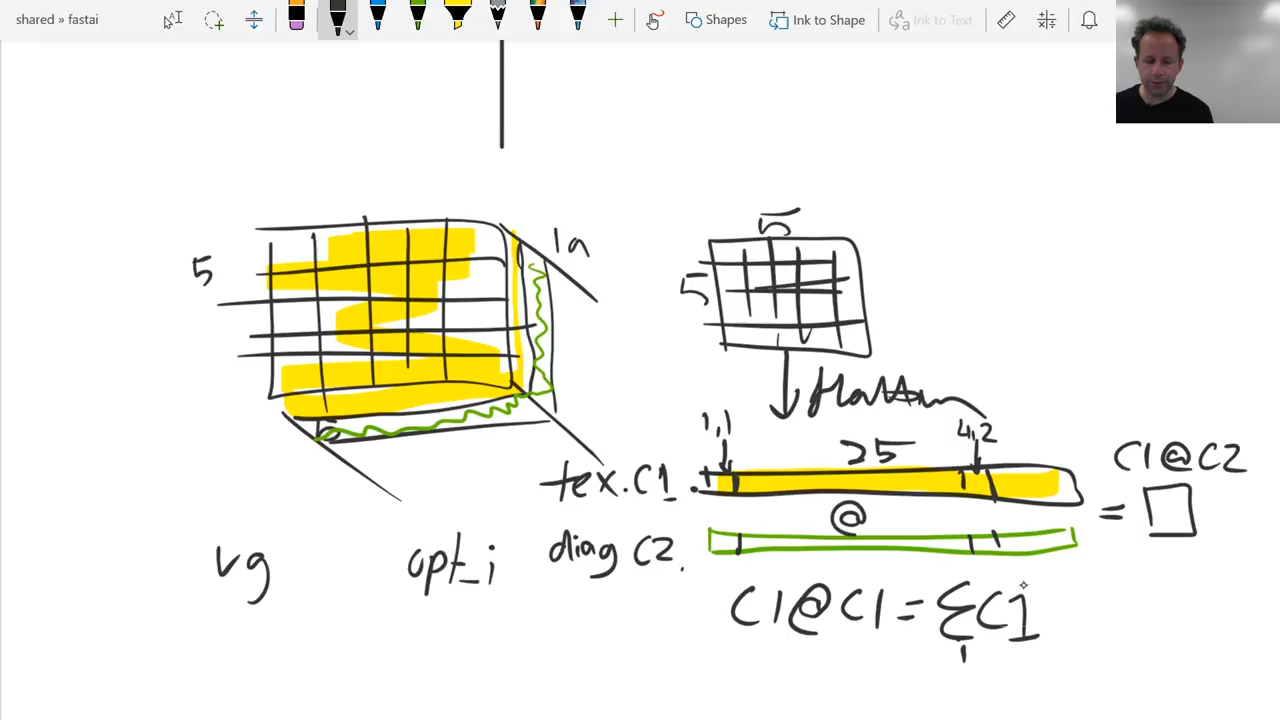 shared » fastai
Shapes
Ink to Shape
Ink to Text
5
1a
5
5
flatten
1,1
25
4,2
C1@C2
tex. C1.
@
=
diag C2.
vg
opt_i
C1@C1 = Σ C1
i